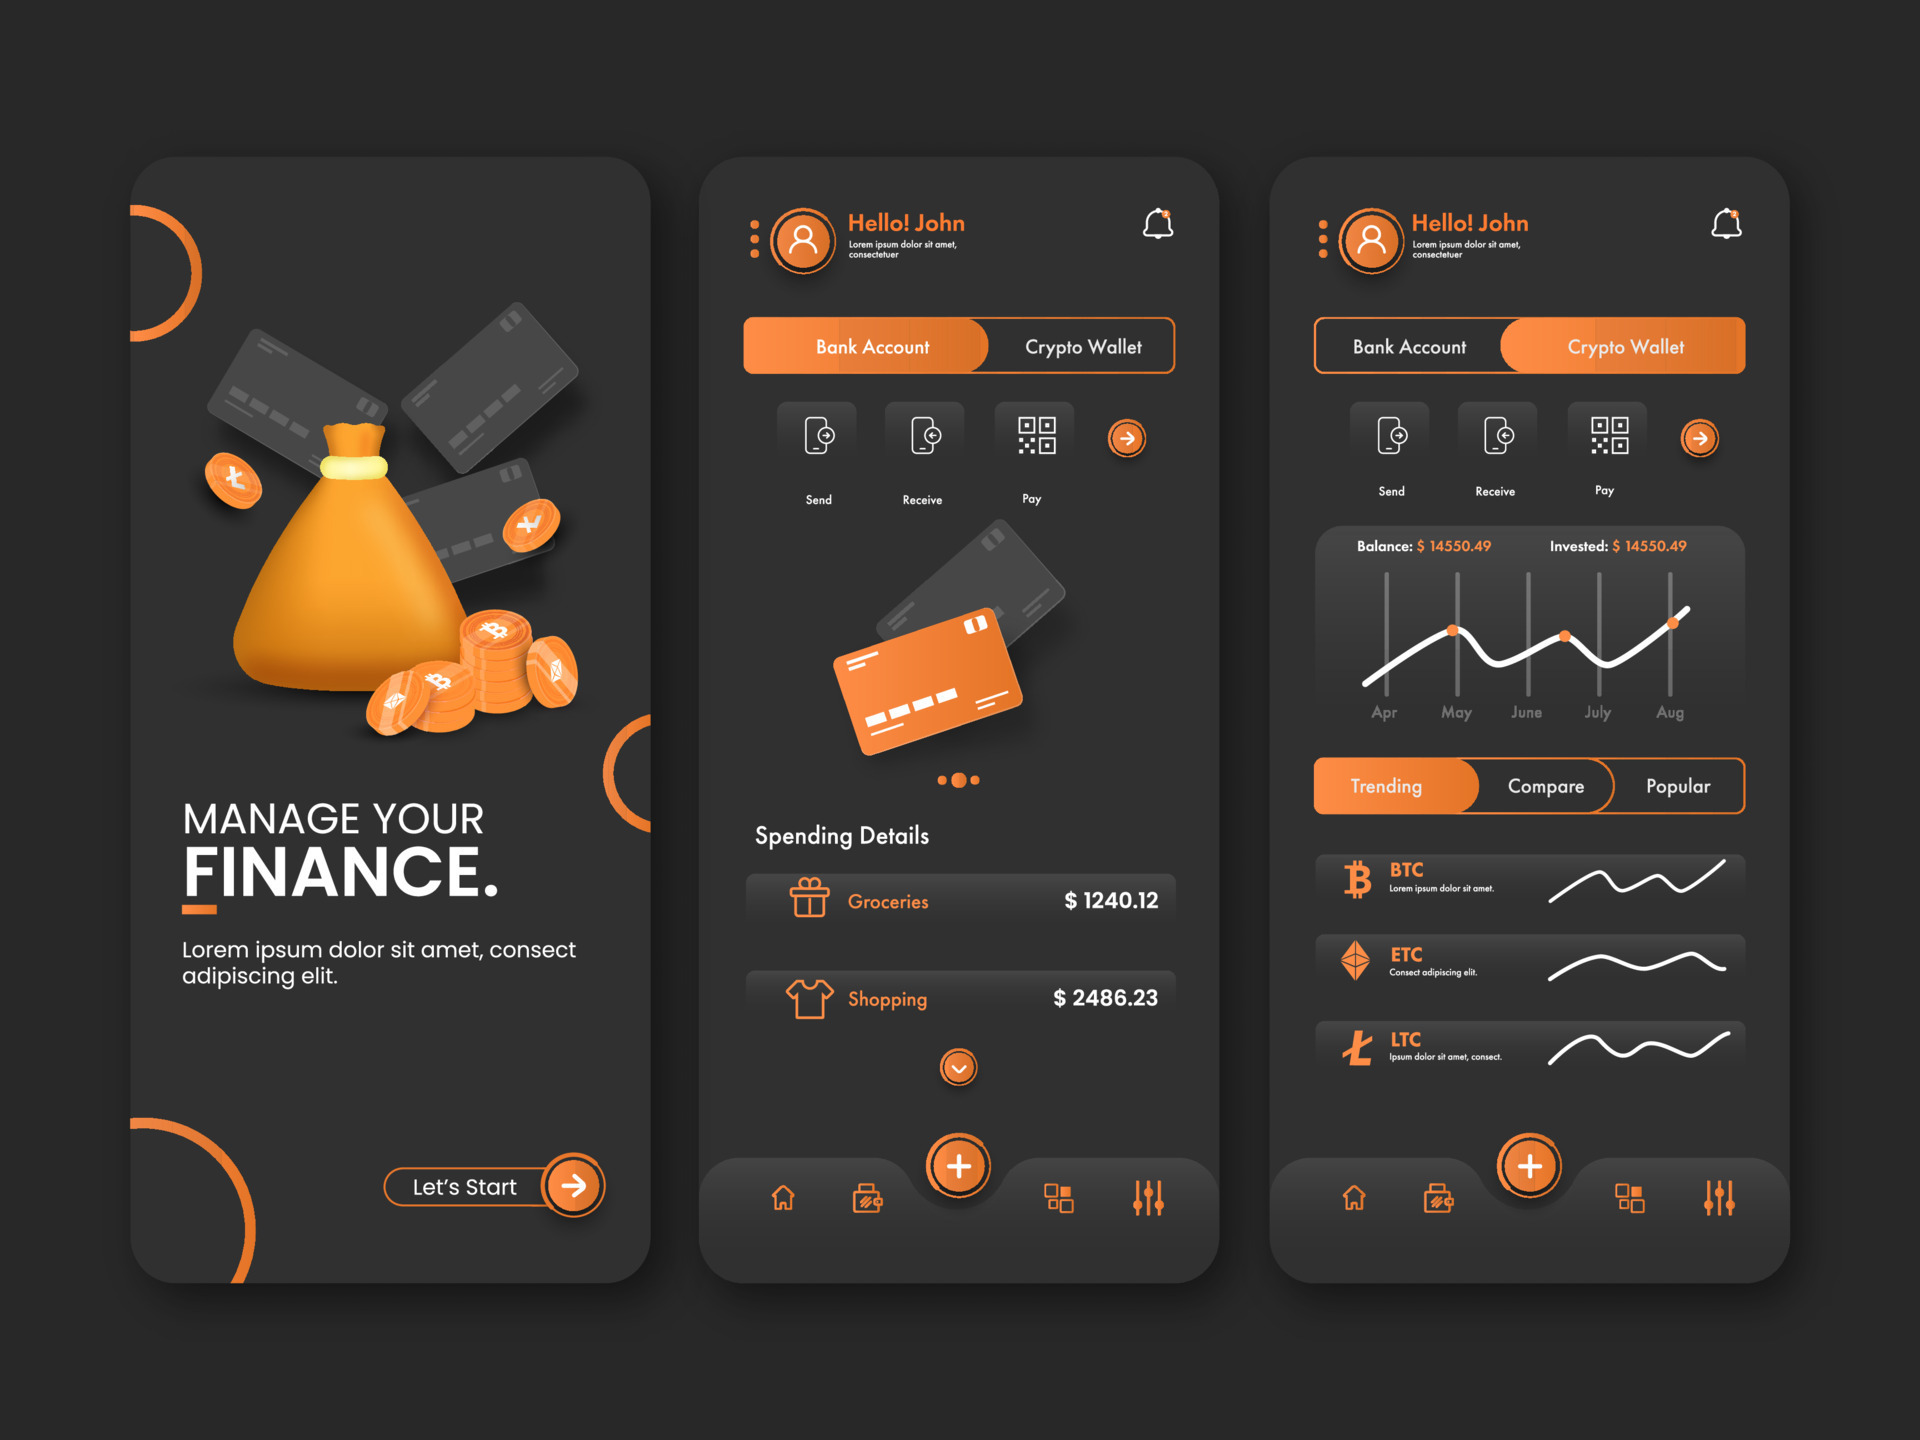 MANAGE YOUR
FINANCE.
Lorem ipsum dolor sit amet, consect
adipiscing elit.
Let's Start
Hello! John
Lorem ipsum dolor sit amet,
consectetuer
Bank Account
Crypto Wallet
Send
Receive
Pay
Spending Details
Groceries
$ 1240.12
Shopping
$ 2486.23
Hello! John
Lorem ipsum dolor sit amet,
consectetuer
Bank Account
Crypto Wallet
Send
Receive
Pay
Balance: $ 14550.49
Invested: $ 14550.49
Apr
May
June
July
Aug
Trending
Compare
Popular
BTC
Lorem ipsum dolor sit amet.
ETC
Consect adipiscing elit.
LTC
Ipsum dolor sit amet, consect.